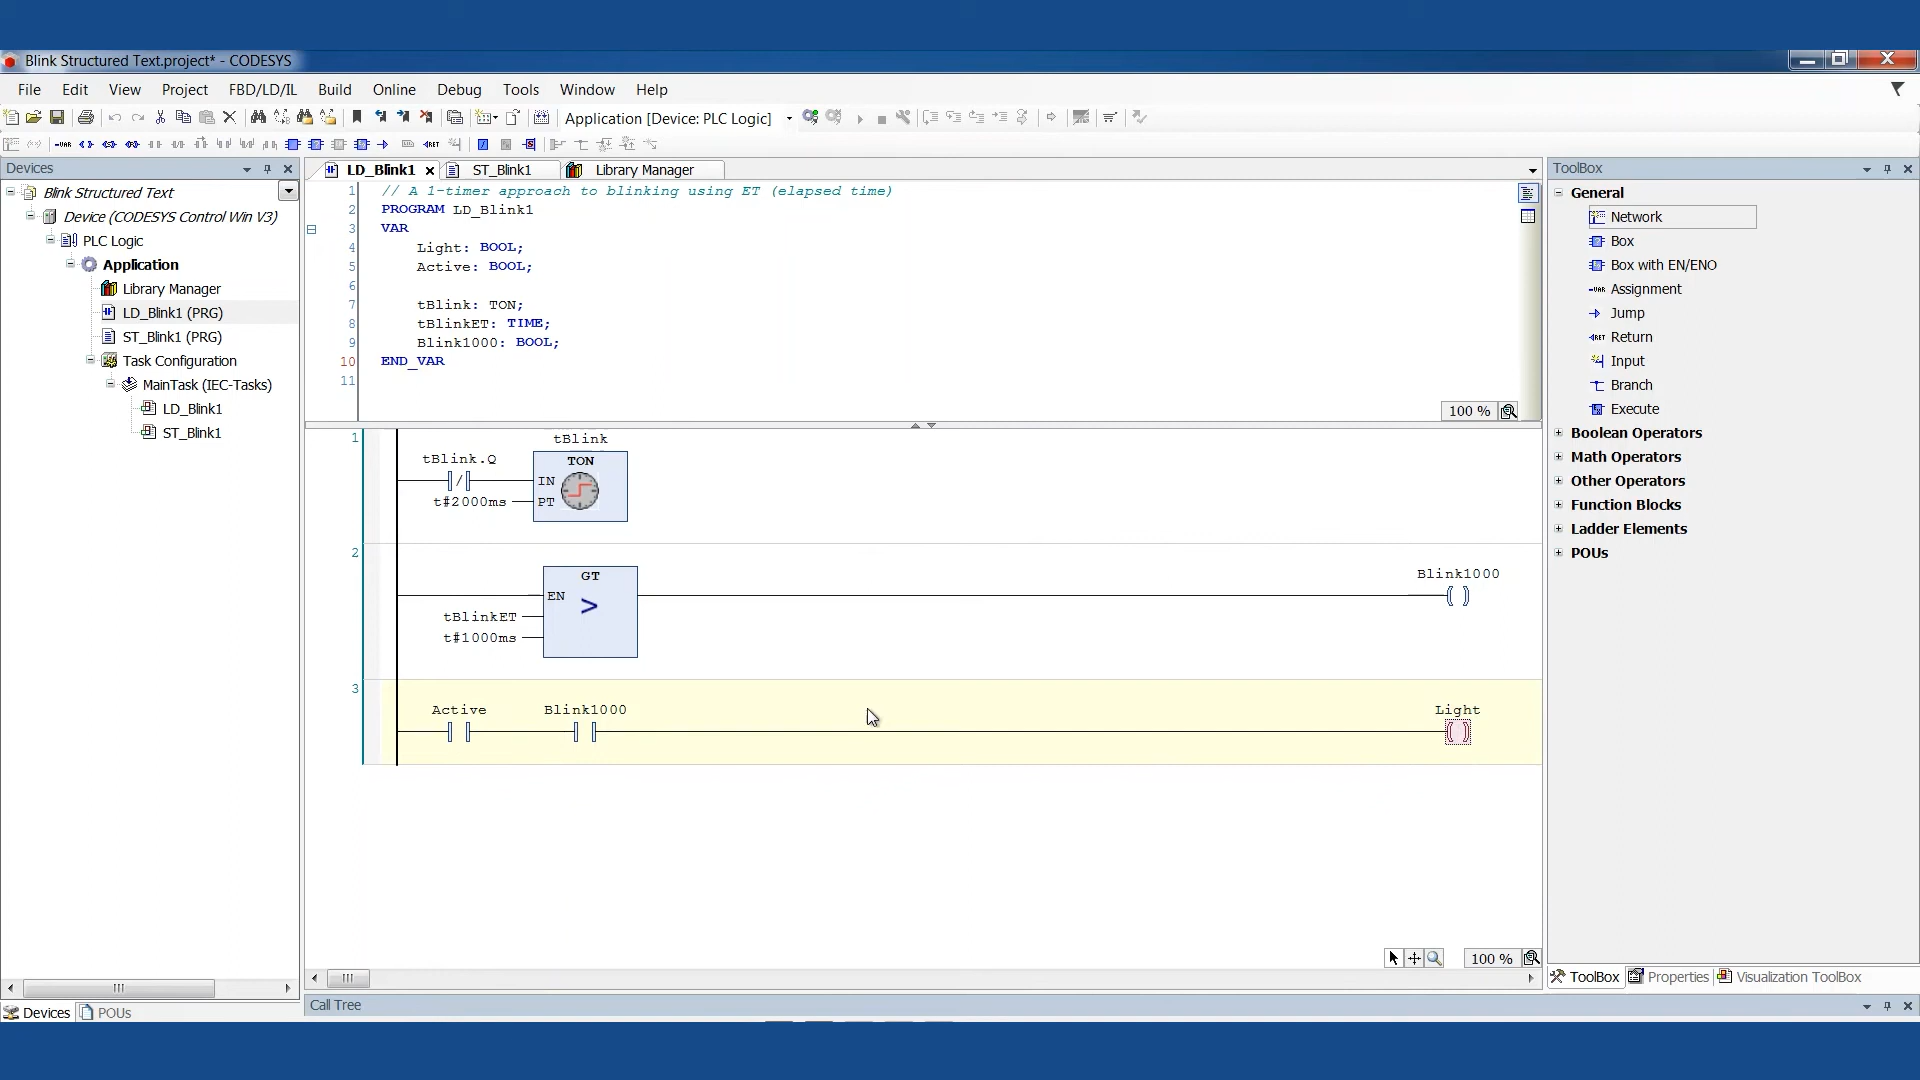 Blink Structured Text.project* - CODESYS
File Edit View Project FBD/LD/IL Build Online Debug Tools Window Help
Application [Device: PLC Logic]
Devices
Blink Structured Text
Device (CODESYS Control Win V3)
PLC Logic
Application
Library Manager
LD_Blink1 (PRG)
ST_Blink1 (PRG)
Task Configuration
MainTask (IEC-Tasks)
LD_Blink1
ST_Blink1
Devices POUs
LD_Blink1 ST_Blink1 Library Manager
1 // A 1-timer approach to blinking using ET (elapsed time)
2 PROGRAM LD_Blink1
3 VAR
4 Light: BOOL;
5 Active: BOOL;
6
7 tBlink: TON;
8 tBlinkET: TIME;
9 Blink1000: BOOL;
10 END_VAR
11
100 %
1 tBlink
tBlink.Q TON
IN
t#2000ms PT
2 GT Blink1000
EN >
tBlinkET
t#1000ms
3
Active Blink1000 Light
100 %
Call Tree
ToolBox
General
Network
Box
Box with EN/ENO
-VAR Assignment
Jump
RET Return
Input
Branch
Execute
Boolean Operators
Math Operators
Other Operators
Function Blocks
Ladder Elements
POUs
ToolBox Properties Visualization ToolBox